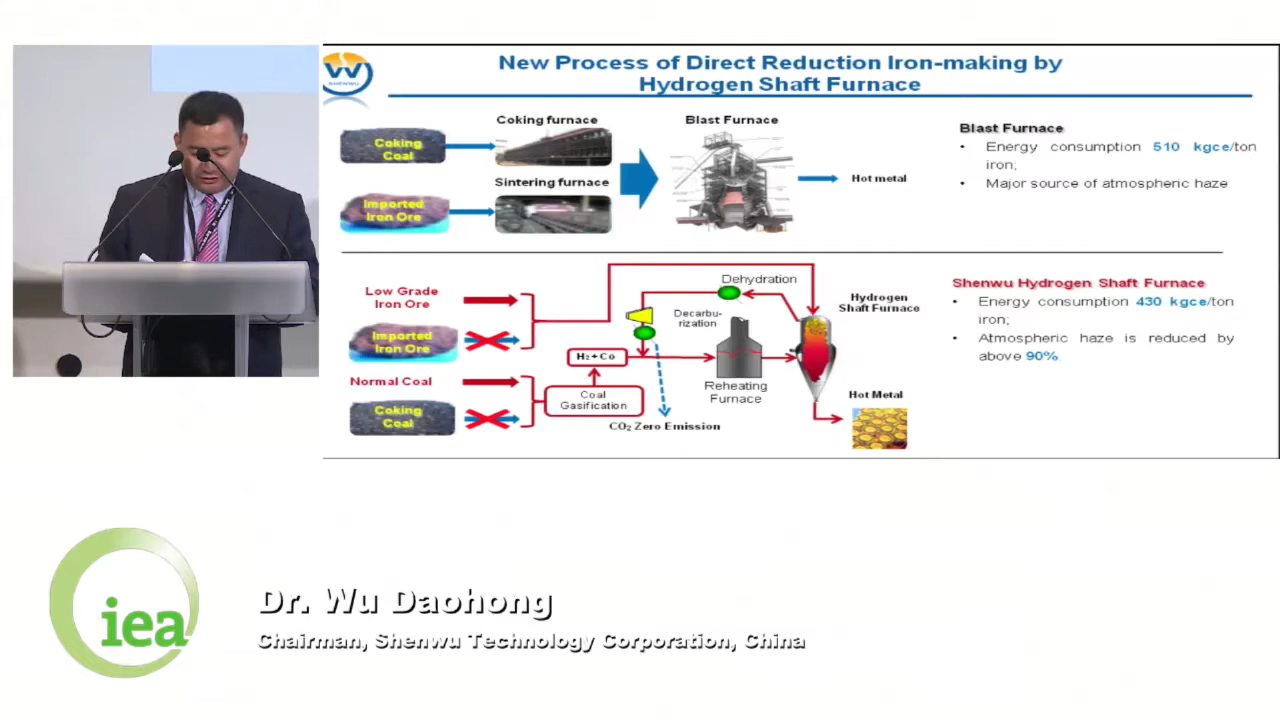 New Process of Direct Reduction Iron-making by
Hydrogen Shaft Furnace
Coking furnace
Blast Furnace
Coking
Coal
Sintering furnace
Hot metal
Imported
Iron Ore
Blast Furnace
• Energy consumption 510 kgce/ton
iron;
• Major source of atmospheric haze
Low Grade
Iron Ore
Imported
Iron Ore
Normal Coal
Coking
Coal
H₂ + Co
Coal
Gasification
Dehydration
Decarbu-
rization
Reheating
Furnace
CO₂ Zero Emission
Hydrogen
Shaft Furnace
Hot Metal
Shenwu Hydrogen Shaft Furnace
• Energy consumption 430 kgce/ton
iron;
• Atmospheric haze is reduced by
above 90%
iea
Dr. Wu Daohong
Chairman, Shenwu Technology Corporation, China